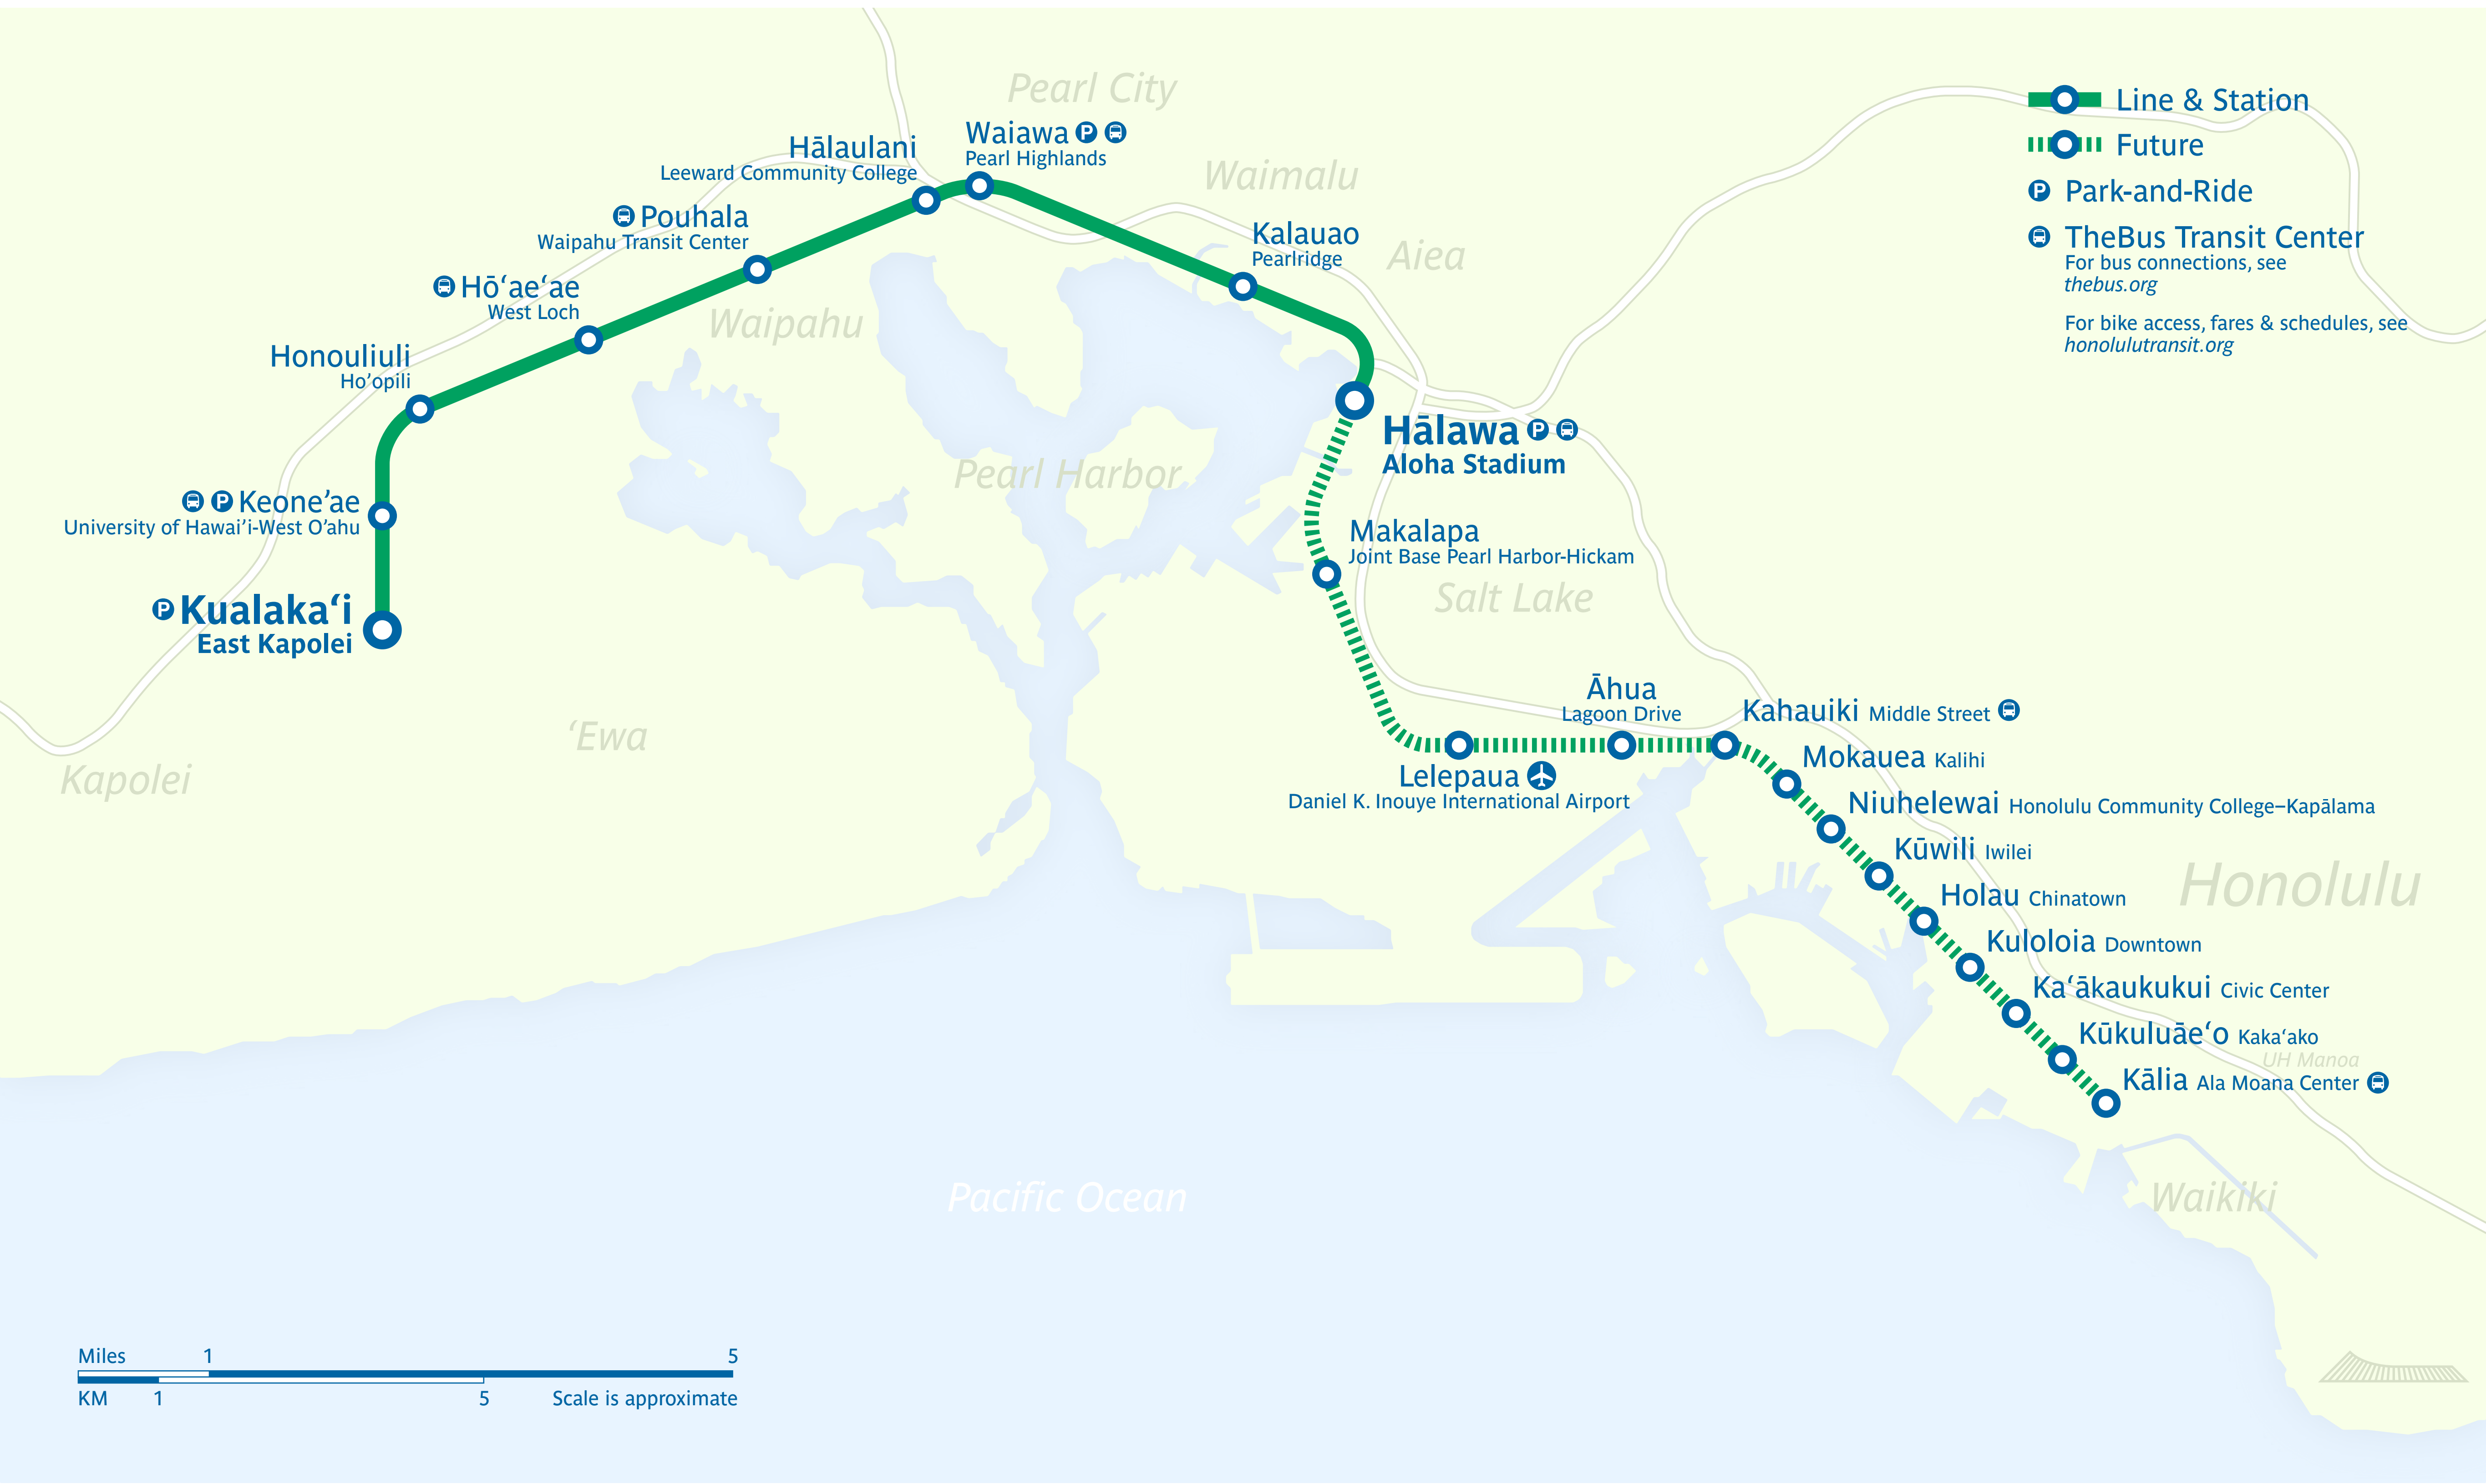 Pearl City
Waimalu
Aiea
Waipahu
Pearl Harbor
Salt Lake
ʻEwa
Kapolei
Honolulu
UH Manoa
Waikiki
Pacific Ocean
Line & Station
Future
P Park-and-Ride
TheBus Transit Center
For bus connections, see
thebus.org
For bike access, fares & schedules, see
honolulutransit.org
P Kualakaʻi
East Kapolei
P Keone’ae
University of Hawai’i-West O’ahu
Honouliuli
Ho’opili
Hōʻaeʻae
West Loch
Pouhala
Waipahu Transit Center
Hālaulani
Leeward Community College
Waiawa P
Pearl Highlands
Kalauao
Pearlridge
Hālawa P
Aloha Stadium
Makalapa
Joint Base Pearl Harbor-Hickam
Lelepaua
Daniel K. Inouye International Airport
Āhua
Lagoon Drive
Kahauiki Middle Street
Mokauea Kalihi
Niuhelewai Honolulu Community College–Kapālama
Kūwili Iwilei
Holau Chinatown
Kuloloia Downtown
Kaʻākaukukui Civic Center
Kūkuluāeʻo Kakaʻako
Kālia Ala Moana Center
Miles 1 5
KM 1 5 Scale is approximate